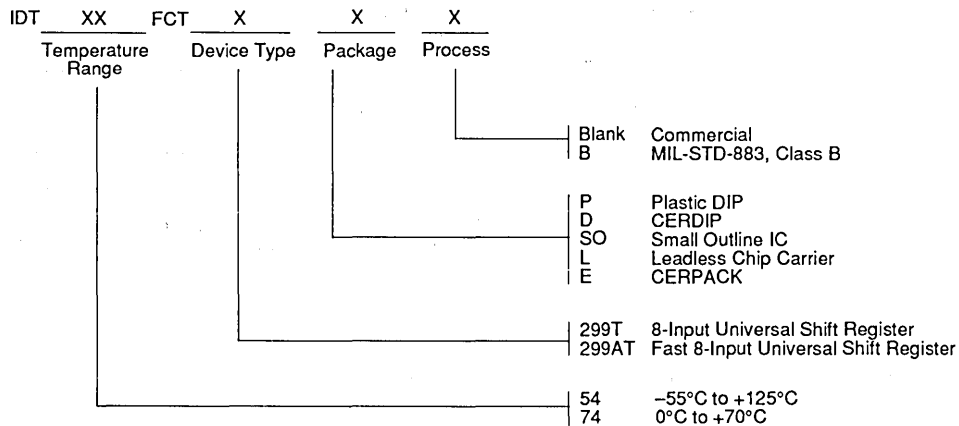 IDT XX FCT X X X
Temperature Range Device Type Package Process
Blank Commercial
B MIL-STD-883, Class B
P Plastic DIP
D CERDIP
SO Small Outline IC
L Leadless Chip Carrier
E CERPACK
299T 8-Input Universal Shift Register
299AT Fast 8-Input Universal Shift Register
54 –55°C to +125°C
74 0°C to +70°C